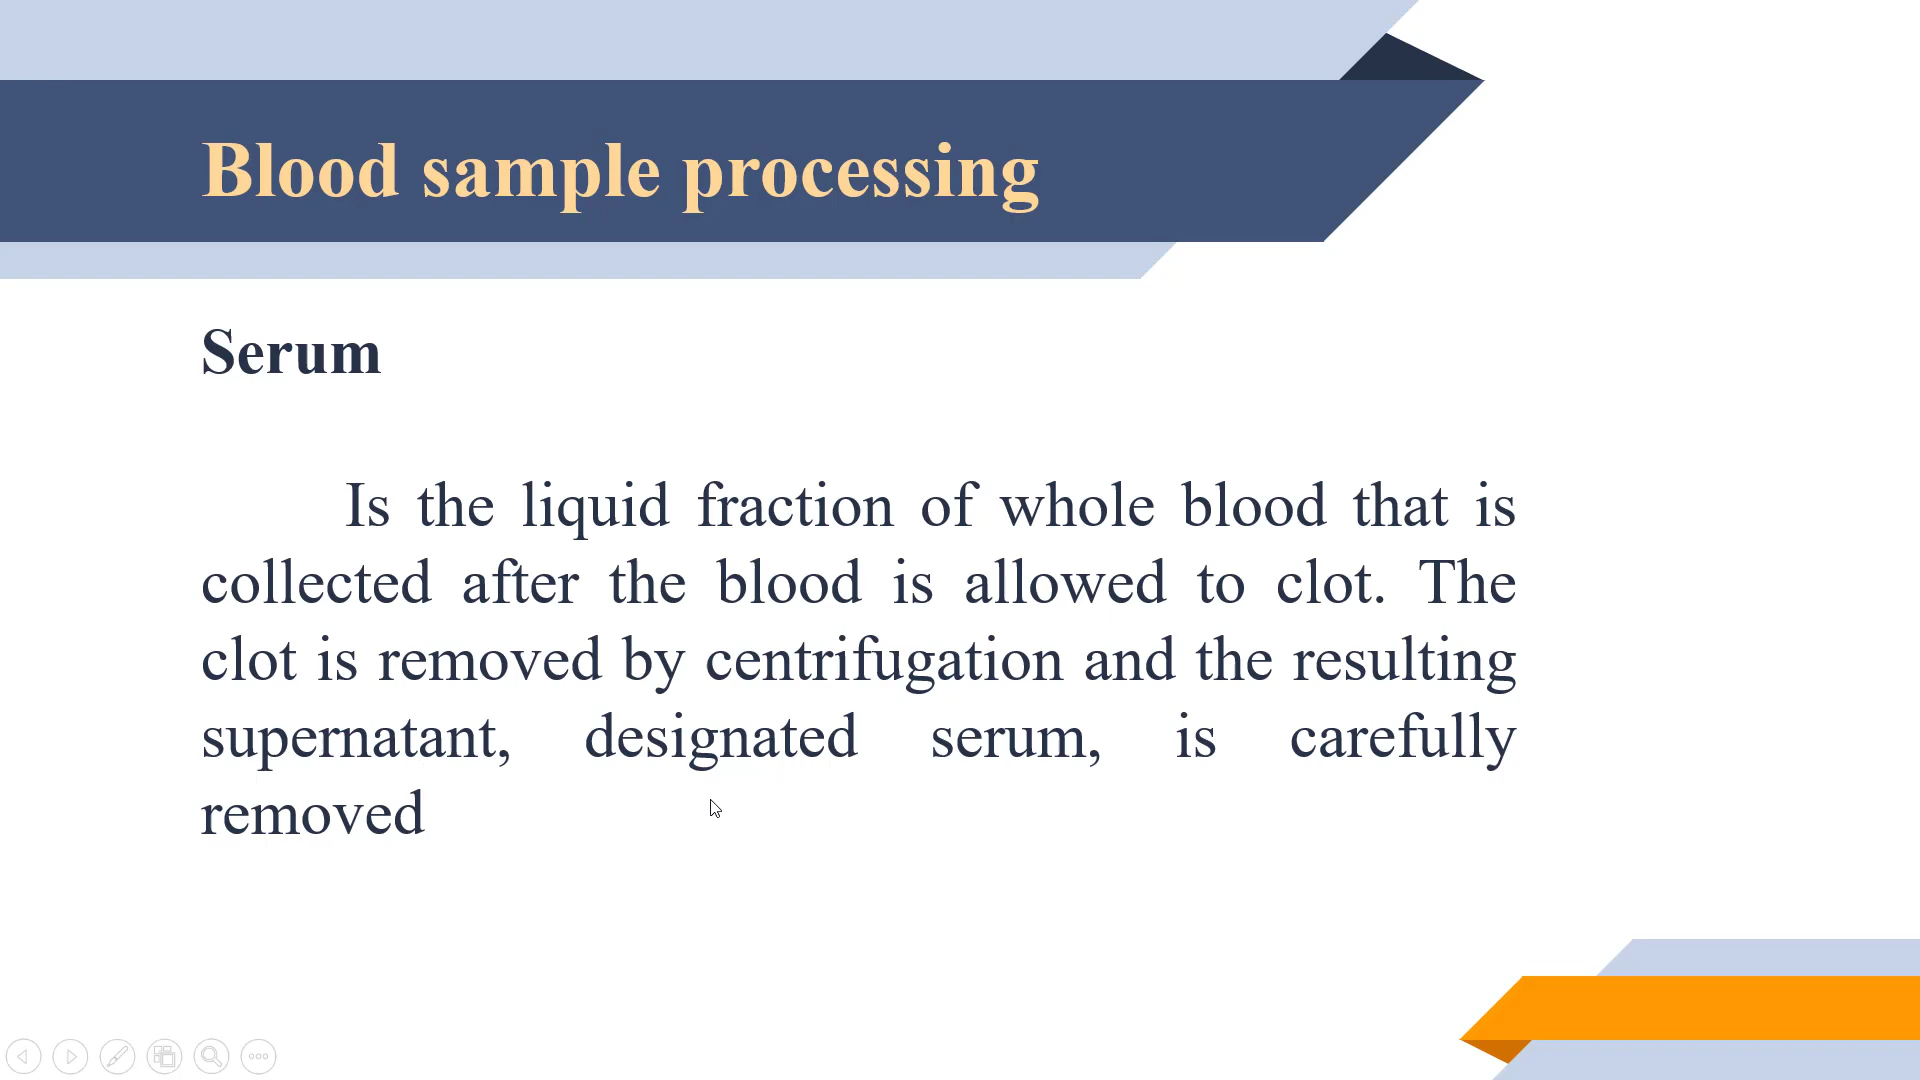 Blood sample processing
Serum
Is the liquid fraction of whole blood that is
collected after the blood is allowed to clot. The
clot is removed by centrifugation and the resulting
supernatant, designated serum, is carefully
removed